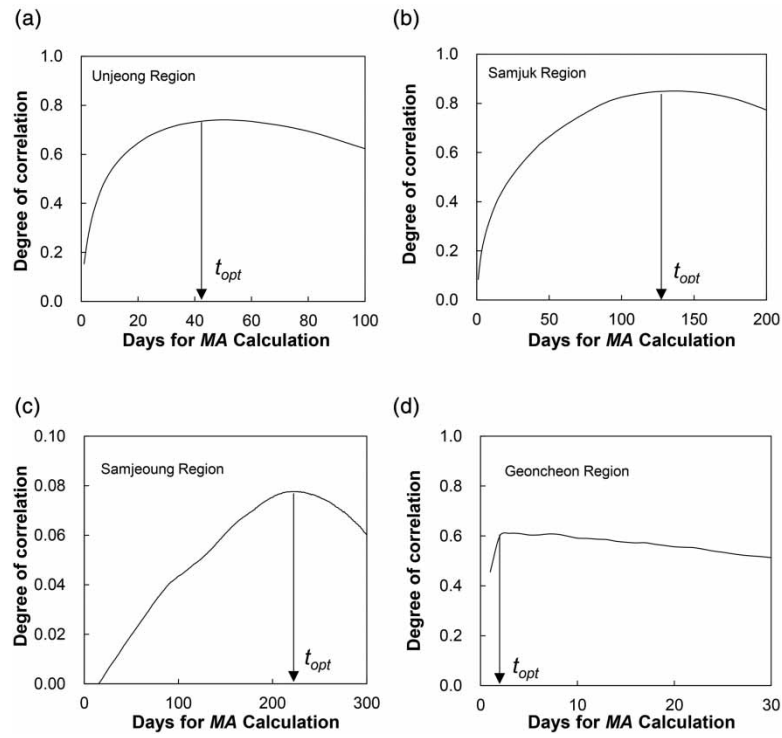 (a)
Unjeong Region
Degree of correlation
1.0
0.8
0.6
0.4
0.2
0.0
t opt
0 20 40 60 80 100
Days for MA Calculation
(b)
Samjuk Region
Degree of correlation
1.0
0.8
0.6
0.4
0.2
0.0
t opt
0 50 100 150 200
Days for MA Calculation
(c)
Samjeoung Region
Degree of correlation
0.10
0.08
0.06
0.04
0.02
0.00
t opt
0 100 200 300
Days for MA Calculation
(d)
Geoncheon Region
Degree of correlation
1.0
0.8
0.6
0.4
0.2
0.0
t opt
0 10 20 30
Days for MA Calculation